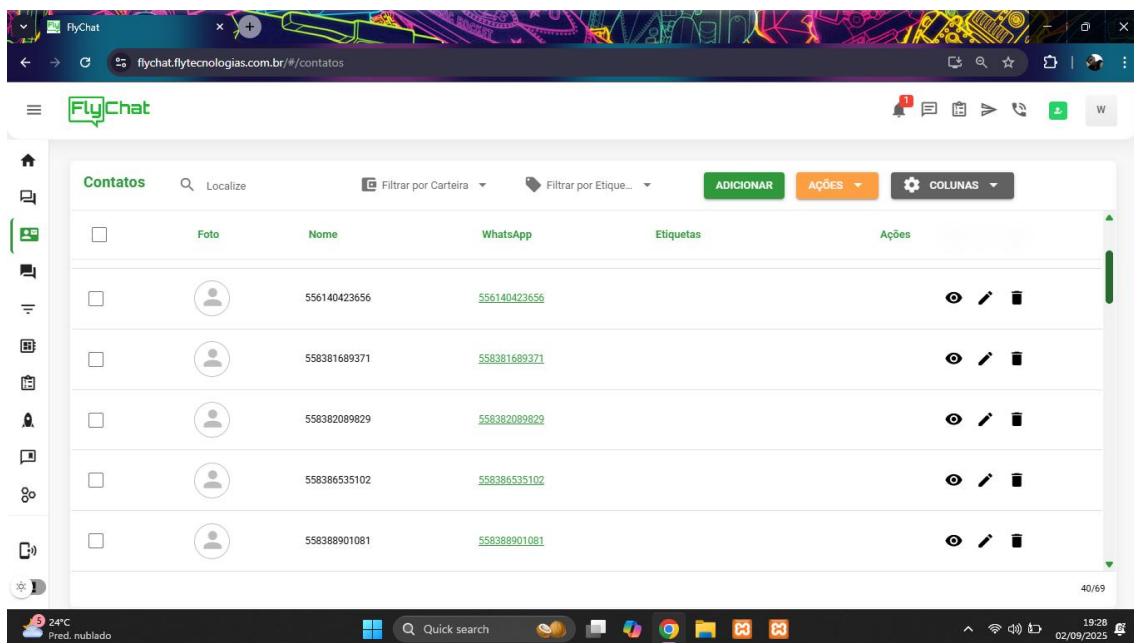 FlyChat
flychat.flytecnologias.com.br/#/contatos
FlyChat
1
W
Contatos
Localize
Filtrar por Carteira
Filtrar por Etique...
ADICIONAR
AÇÕES
COLUNAS
Foto Nome WhatsApp Etiquetas Ações
556140423656 556140423656
558381689371 558381689371
558382089829 558382089829
558386535102 558386535102
558388901081 558388901081
40/69
5
24°C
Pred. nublado
Quick search
19:28
02/09/2025